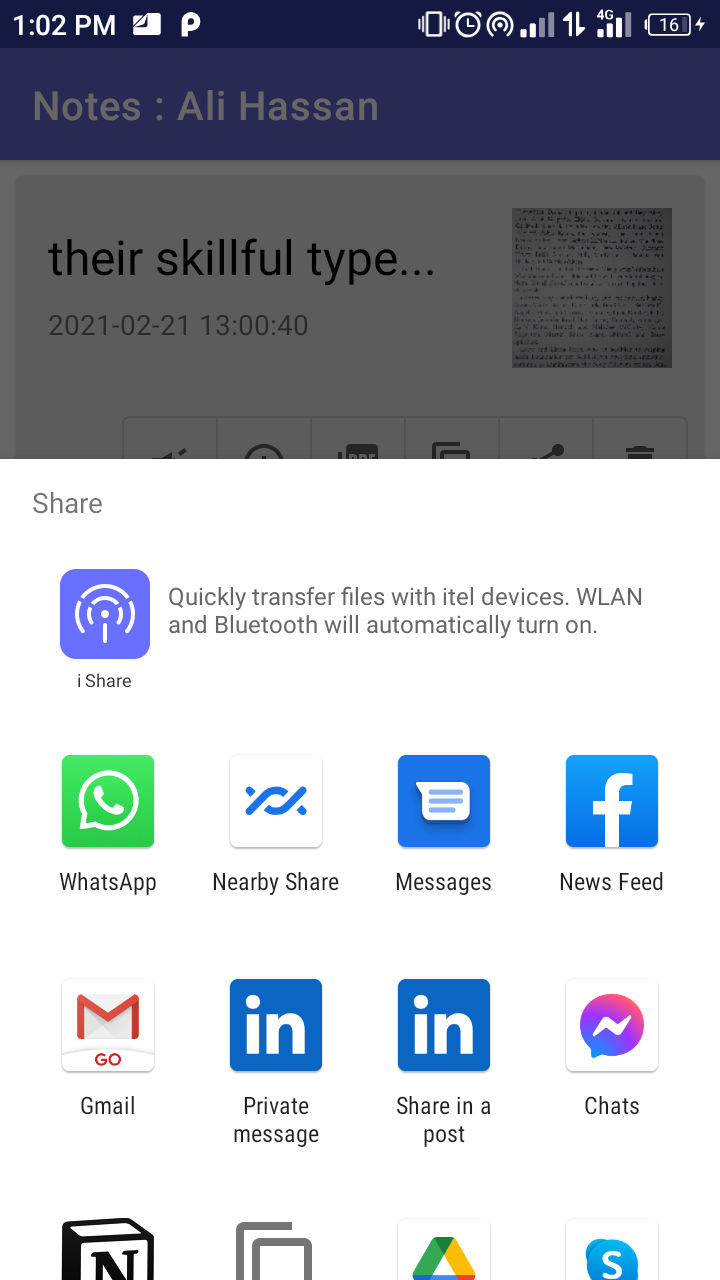 1:02 PM
4G
16
Notes : Ali Hassan
their skillful type...
2021-02-21 13:00:40
Share
Quickly transfer files with itel devices. WLAN
and Bluetooth will automatically turn on.
i Share
WhatsApp
Nearby Share
Messages
News Feed
GO
Gmail
Private
message
Share in a
post
Chats